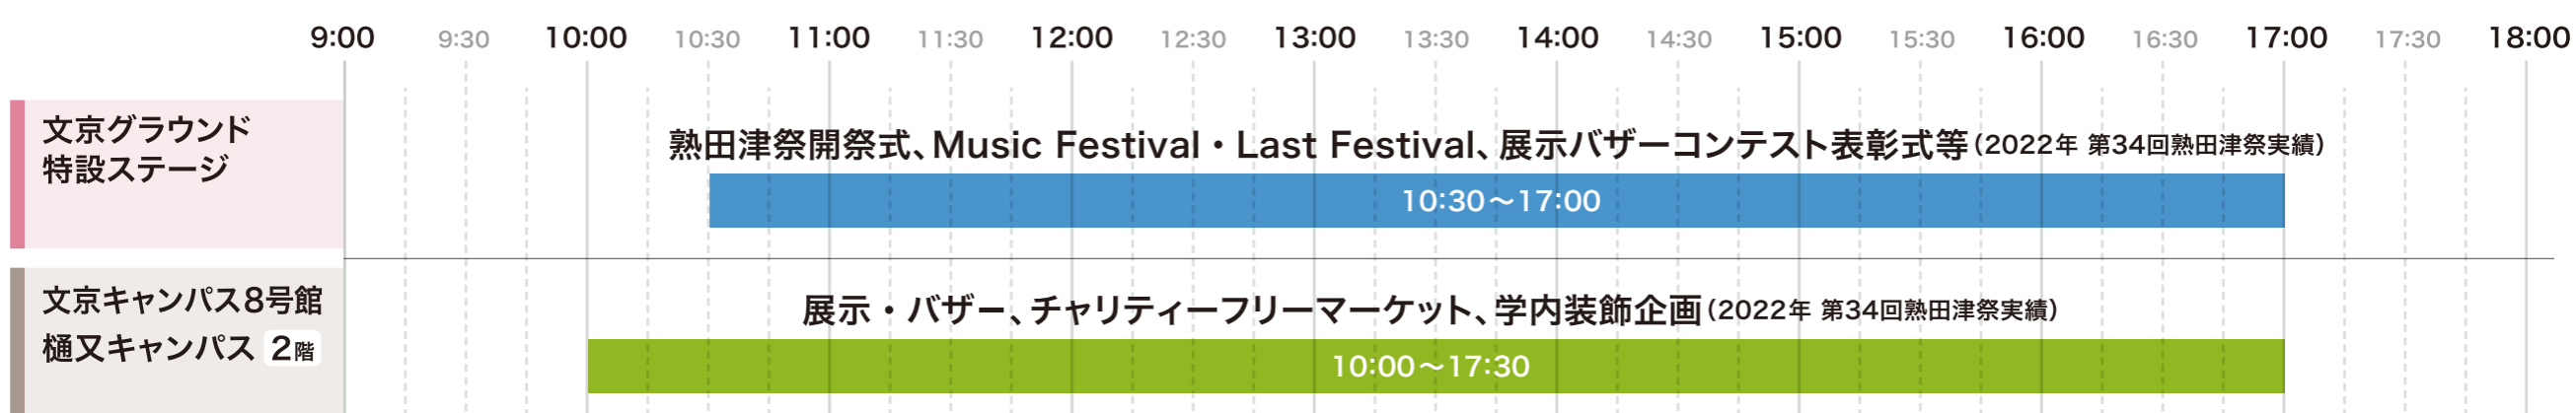 9:00 9:30 10:00 10:30 11:00 11:30 12:00 12:30 13:00 13:30 14:00 14:30 15:00 15:30 16:00 16:30 17:00 17:30 18:00
文京グラウンド
特設ステージ
熟田津祭開祭式、Music Festival・Last Festival、展示バザーコンテスト表彰式等(2022年 第34回熟田津祭実績)
10:30～17:00
文京キャンパス8号館
樋又キャンパス 2階
展示・バザー、チャリティーフリーマーケット、学内装飾企画(2022年 第34回熟田津祭実績)
10:00～17:30